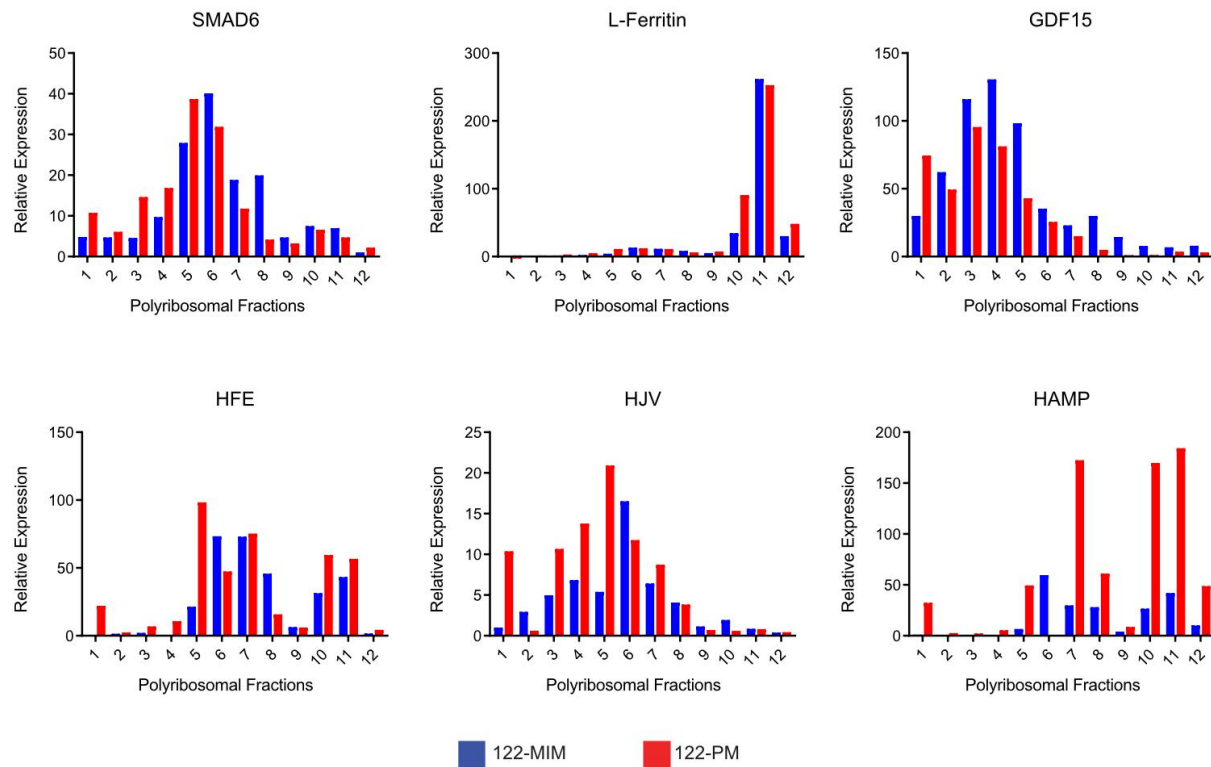 SMAD6
50
40
30
20
10
0
Relative Expression
1 2 3 4 5 6 7 8 9 10 11 12
Polyribosomal Fractions
L-Ferritin
300
200
100
0
Relative Expression
1 2 3 4 5 6 7 8 9 10 11 12
Polyribosomal Fractions
GDF15
150
100
50
0
Relative Expression
1 2 3 4 5 6 7 8 9 10 11 12
Polyribosomal Fractions
HFE
150
100
50
0
Relative Expression
1 2 3 4 5 6 7 8 9 10 11 12
Polyribosomal Fractions
HJV
25
20
15
10
5
0
Relative Expression
1 2 3 4 5 6 7 8 9 10 11 12
Polyribosomal Fractions
HAMP
200
150
100
50
0
Relative Expression
1 2 3 4 5 6 7 8 9 10 11 12
Polyribosomal Fractions
122-MIM
122-PM